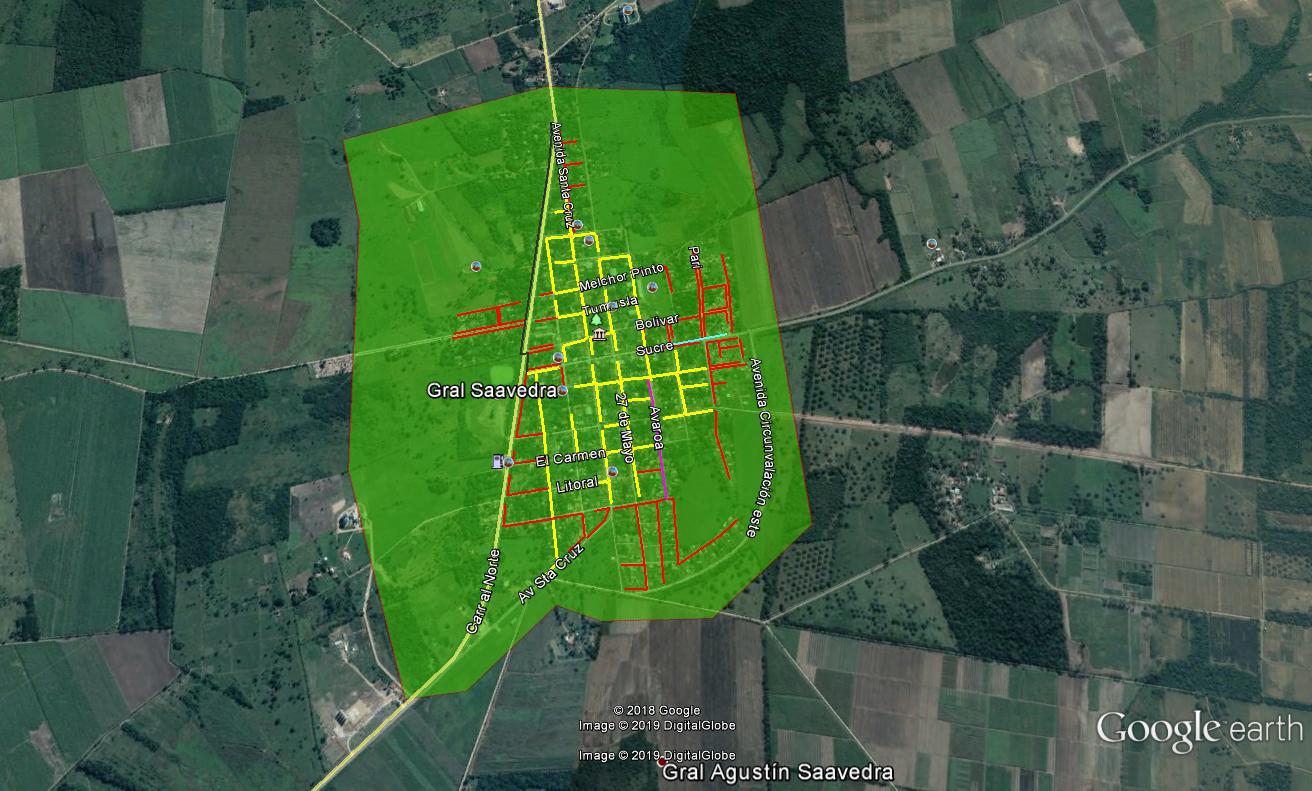 Avenida Santa Cruz
Pari
Melchor Pinto
Tumusla
Bolivar
Sucre
Gral Saavedra
27 de Mayo
Avaroa
Avenida Circunvalación este
El Carmen
Litoral
Carr al Norte
Av Sta Cruz
© 2018 Google
Image © 2019 DigitalGlobe
Image © 2019 DigitalGlobe
Google earth
Gral Agustín Saavedra